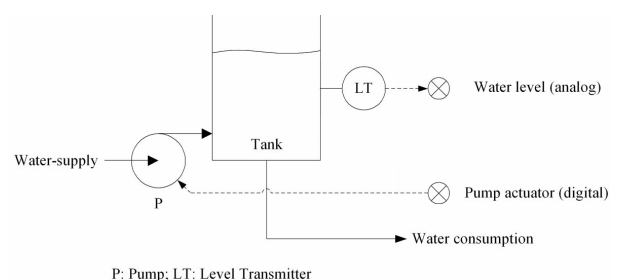 LT
Water level (analog)
Tank
Water-supply
P
Pump actuator (digital)
Water consumption
P: Pump; LT: Level Transmitter